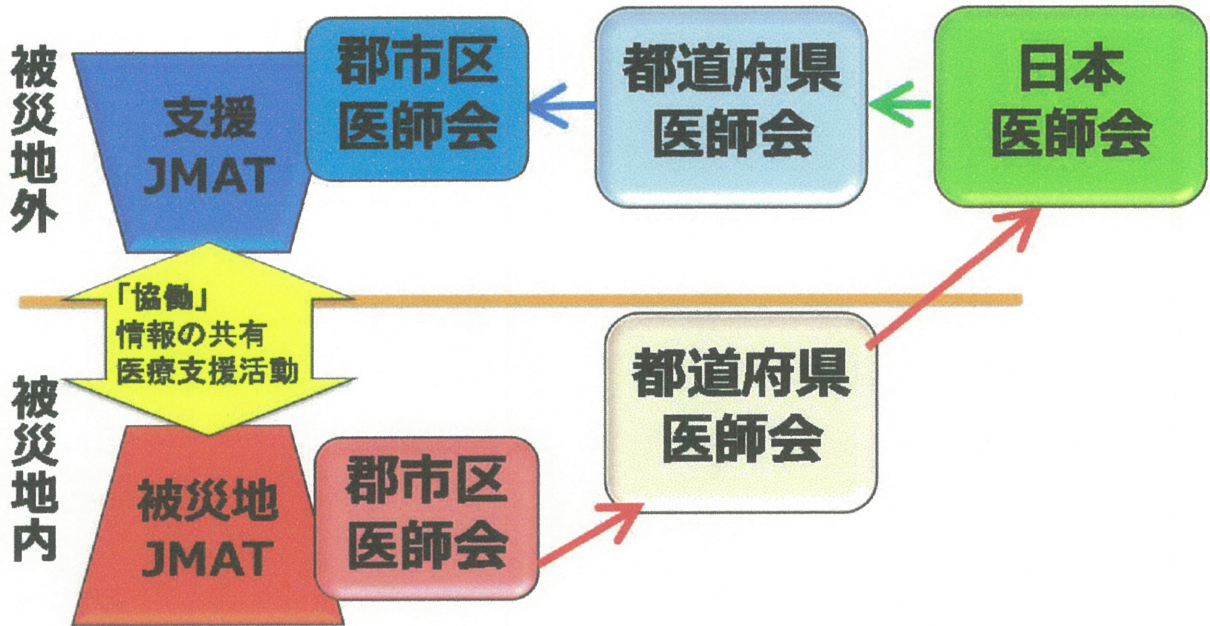 被災地外
支援
JMAT
郡市区
医師会
都道府県
医師会
日本
医師会
「協働」
情報の共有
医療支援活動
被災地内
被災地
JMAT
郡市区
医師会
都道府県
医師会